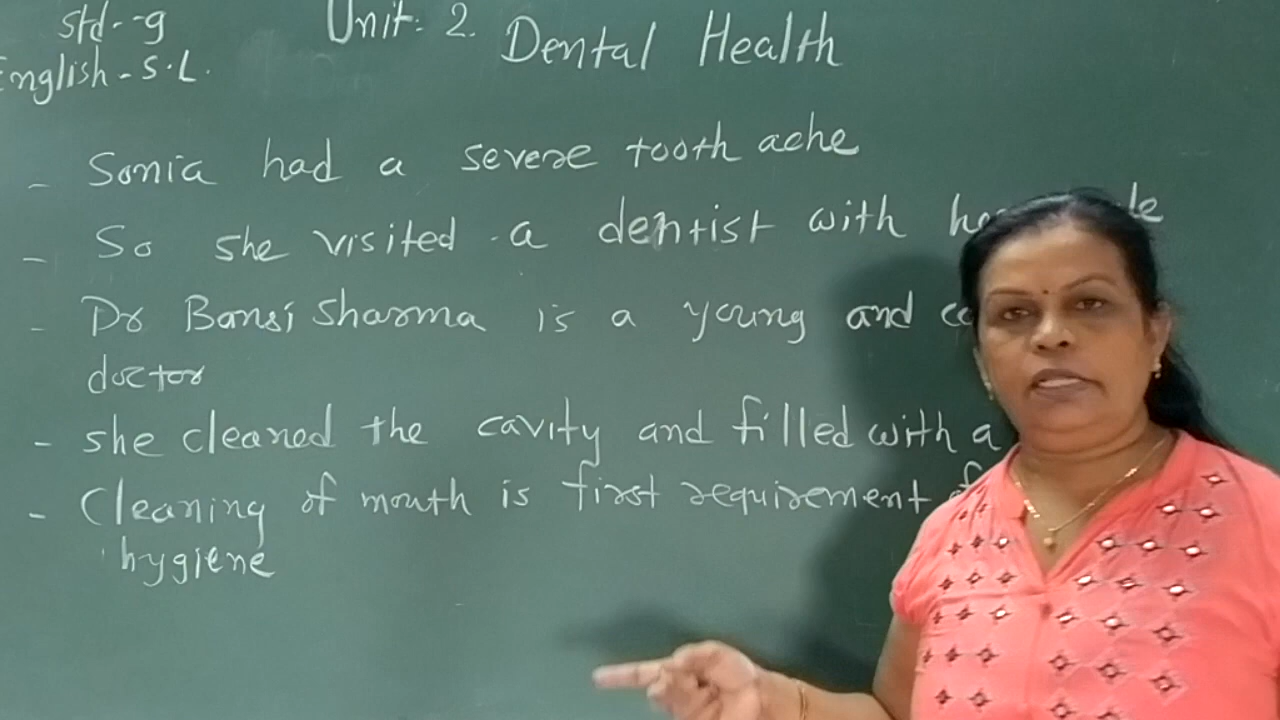 Std.-9
Unit. 2. Dental Health
English - S.L.
- Sonia had a severe tooth ache
- So she visited a dentist with
- Dr Bansi Sharma is a young and
doctor
- she cleaned the cavity and filled with a
- Cleaning of mouth is first requirement of
hygiene